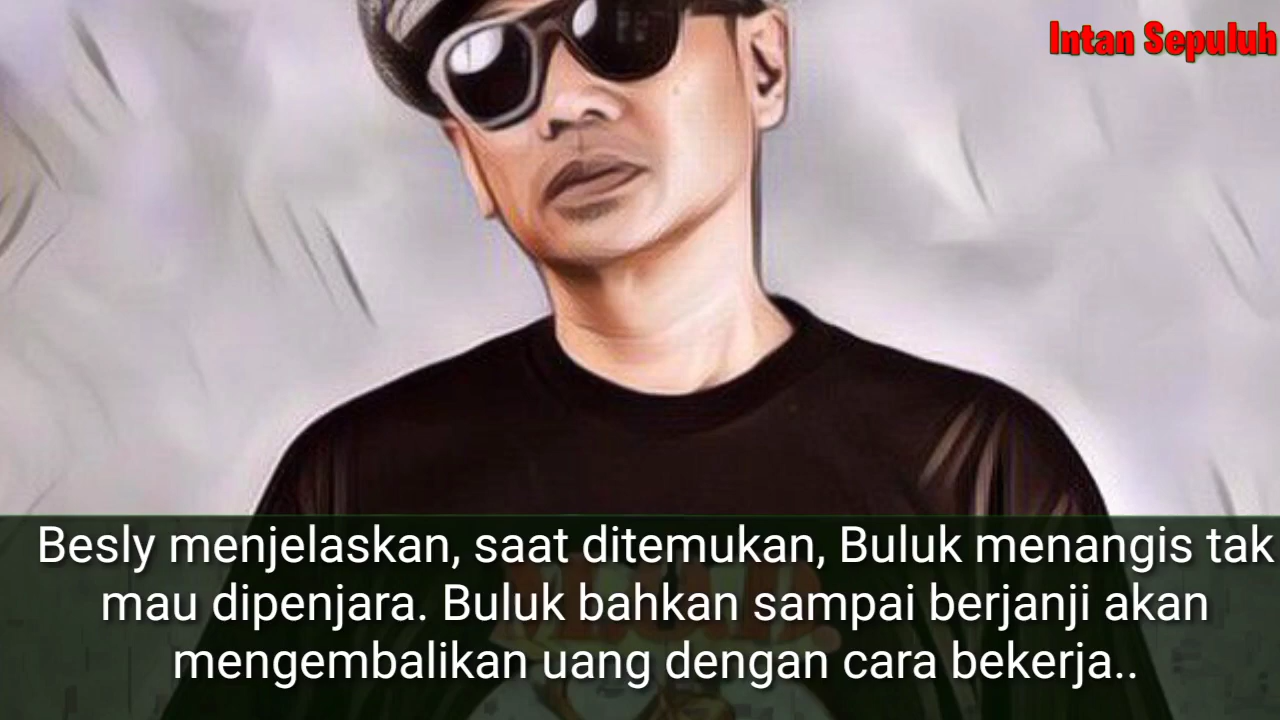 Intan Sepuluh
Besly menjelaskan, saat ditemukan, Buluk menangis tak
mau dipenjara. Buluk bahkan sampai berjanji akan
mengembalikan uang dengan cara bekerja..